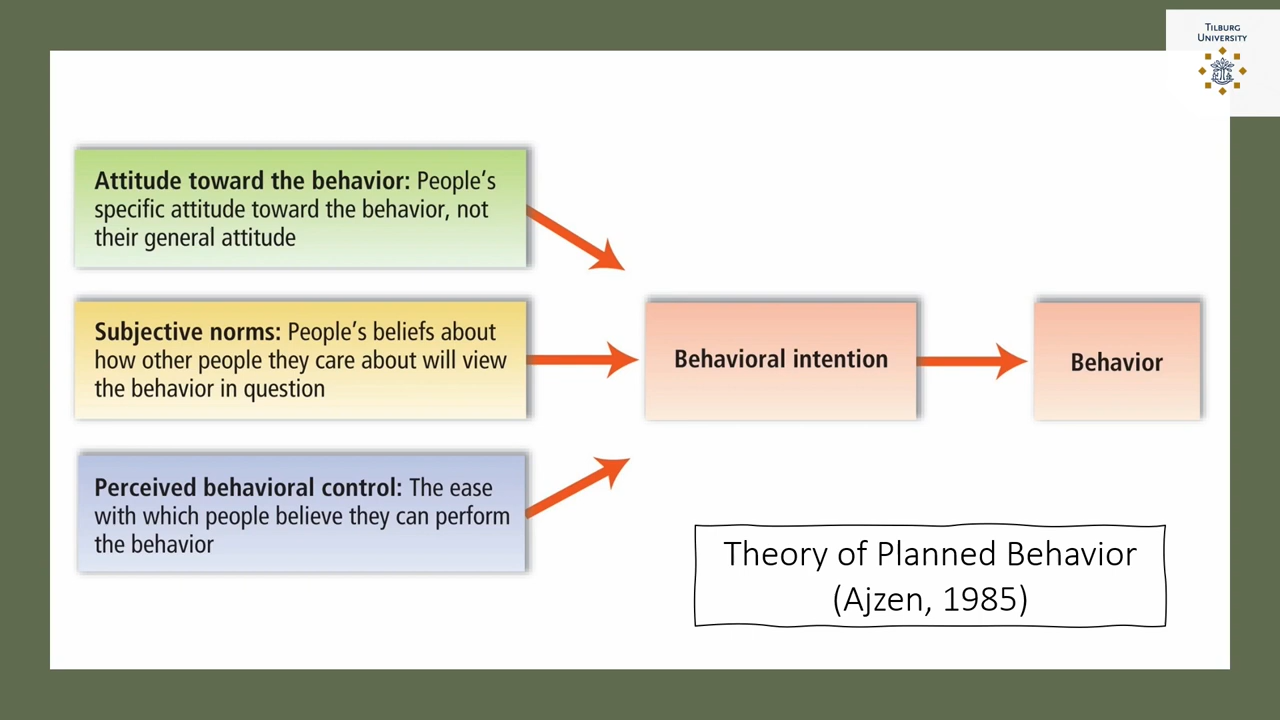 TILBURG
UNIVERSITY
Attitude toward the behavior: People‘s
specific attitude toward the behavior, not
their general attitude
Subjective norms: People’s beliefs about
how other people they care about will view
the behavior in question
Perceived behavioral control: The ease
with which people believe they can perform
the behavior
Behavioral intention
Behavior
Theory of Planned Behavior
(Ajzen, 1985)